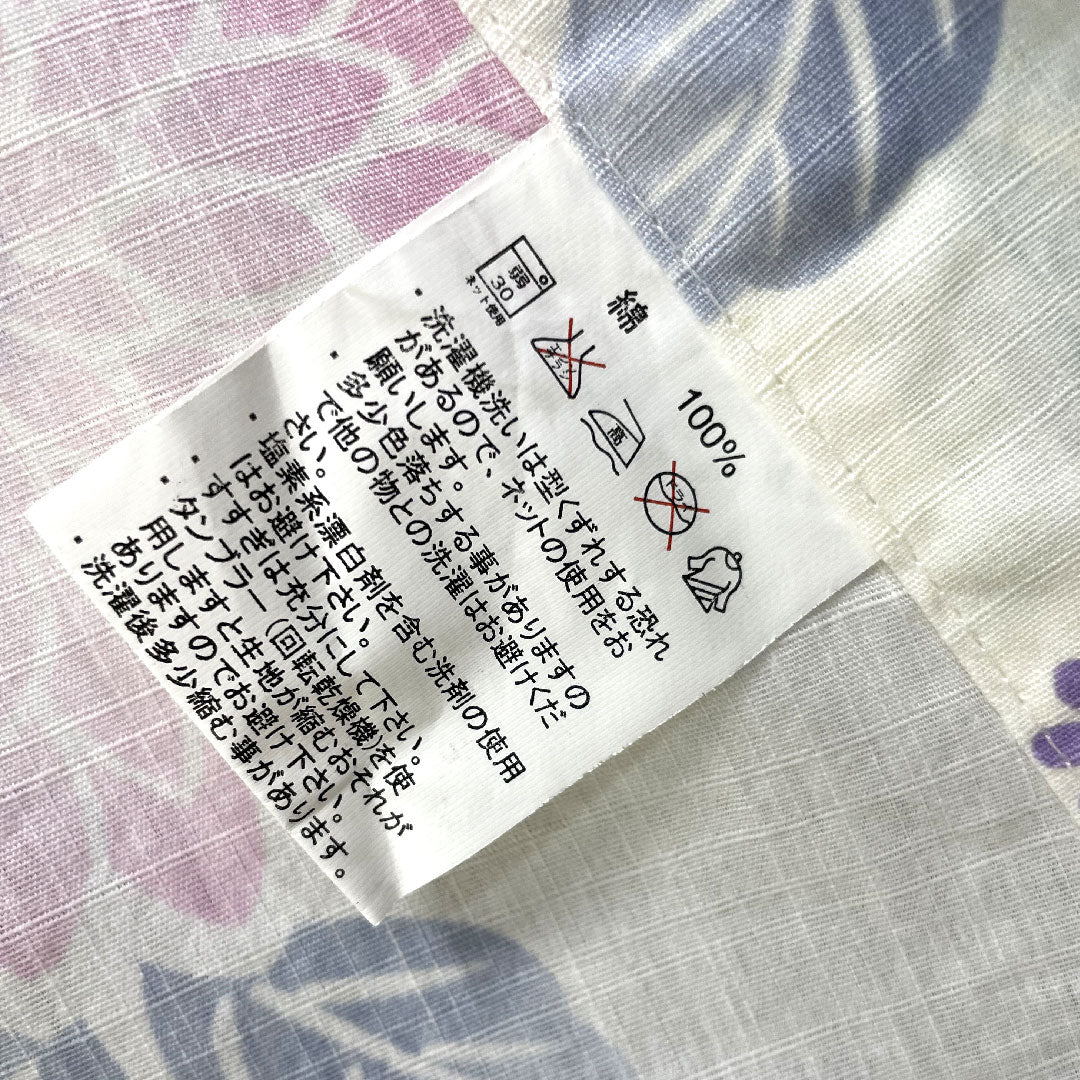 綿 100%
弱
30
ネット使用
エンソ
サラシ
高
ドライ
・洗濯機洗いは型くずれする恐れ
があるので、ネットの使用をお
願いします。
・多少色落ちする事がありますの
で他の物との洗濯はお避けくだ
さい。
・塩素系漂白剤を含む洗剤の使用
はお避け下さい。
・すすぎは充分にして下さい。
・タンブラー(回転乾燥機)を使
用しますと生地が縮むおそれが
ありますのでお避け下さい。
・洗濯後多少縮む事があります。